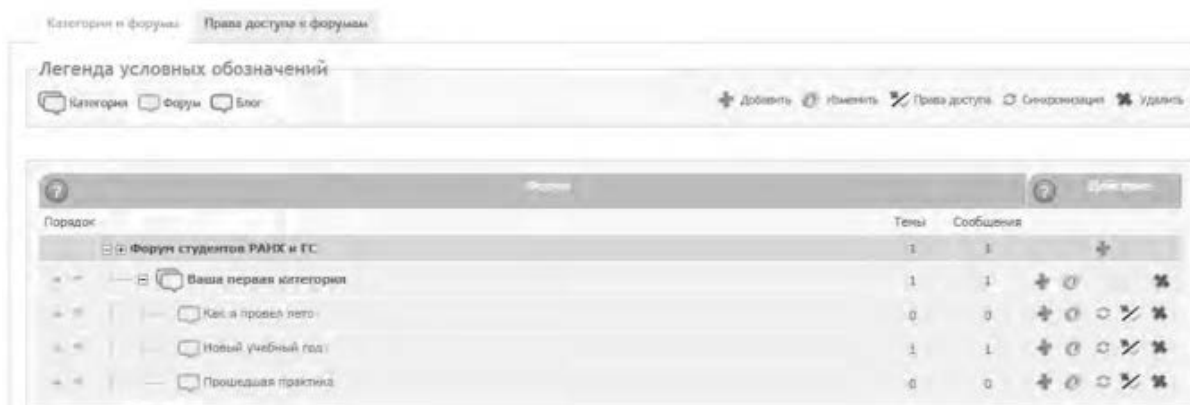 Категории и форумы Права доступа к форумам
Легенда условных обозначений
Категория Форум Блог Добавить Изменить Права доступа Синхронизация Удалить
Форум Действие
Порядок Темы Сообщения
Форум студентов РАНХ и ГС 1 1
Ваша первая категория 1 1
Как я провел лето 0 0
Новый учебный год 1 1
Прошедшая практика 0 0